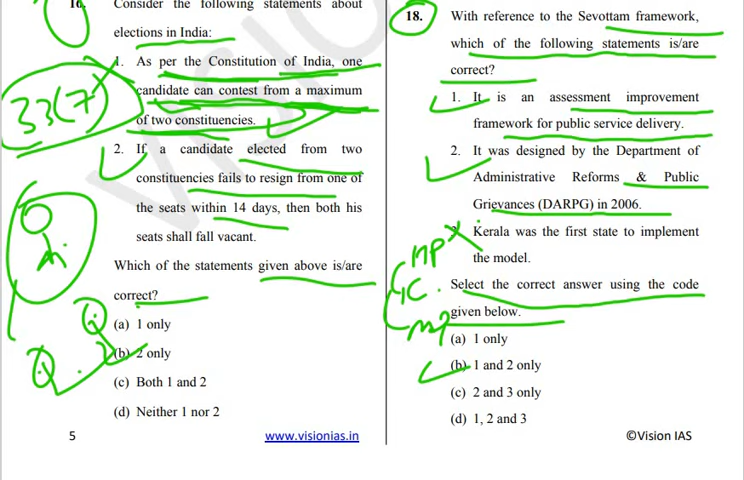 16. Consider the following statements about
elections in India:
1. As per the Constitution of India, one
candidate can contest from a maximum
of two constituencies.
33(7)
2. If a candidate elected from two
constituencies fails to resign from one of
the seats within 14 days, then both his
seats shall fall vacant.
Which of the statements given above is/are
correct?
(a) 1 only
(b) 2 only
(c) Both 1 and 2
(d) Neither 1 nor 2
5
www.visionias.in
18. With reference to the Sevottam framework,
which of the following statements is/are
correct?
1. It is an assessment improvement
framework for public service delivery.
2. It was designed by the Department of
Administrative Reforms & Public
Grievances (DARPG) in 2006.
Kerala was the first state to implement
the model.
MP
Select the correct answer using the code
given below.
(a) 1 only
(b) 1 and 2 only
(c) 2 and 3 only
(d) 1, 2 and 3
©Vision IAS